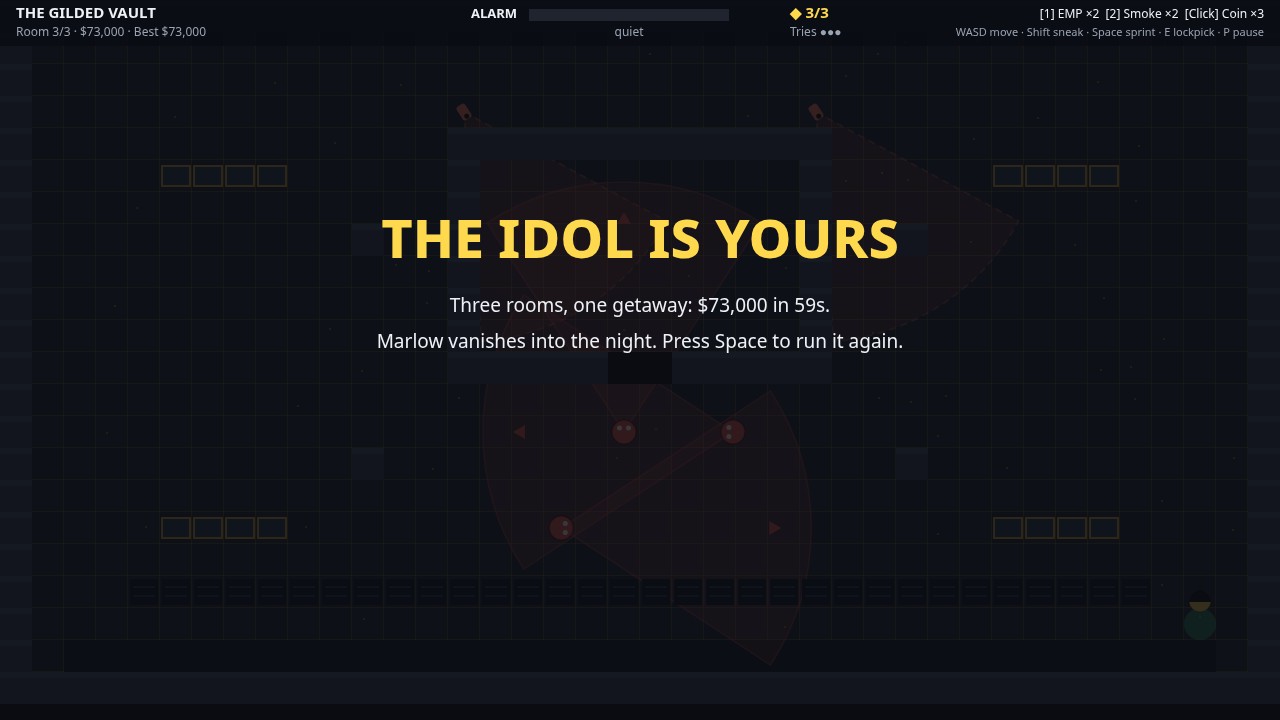 THE GILDED VAULT
Room 3/3 · $73,000 · Best $73,000
ALARM
quiet
◆ 3/3
Tries ●●●
[1] EMP ×2 [2] Smoke ×2 [Click] Coin ×3
WASD move · Shift sneak · Space sprint · E lockpick · P pause
THE IDOL IS YOURS
Three rooms, one getaway: $73,000 in 59s.
Marlow vanishes into the night. Press Space to run it again.